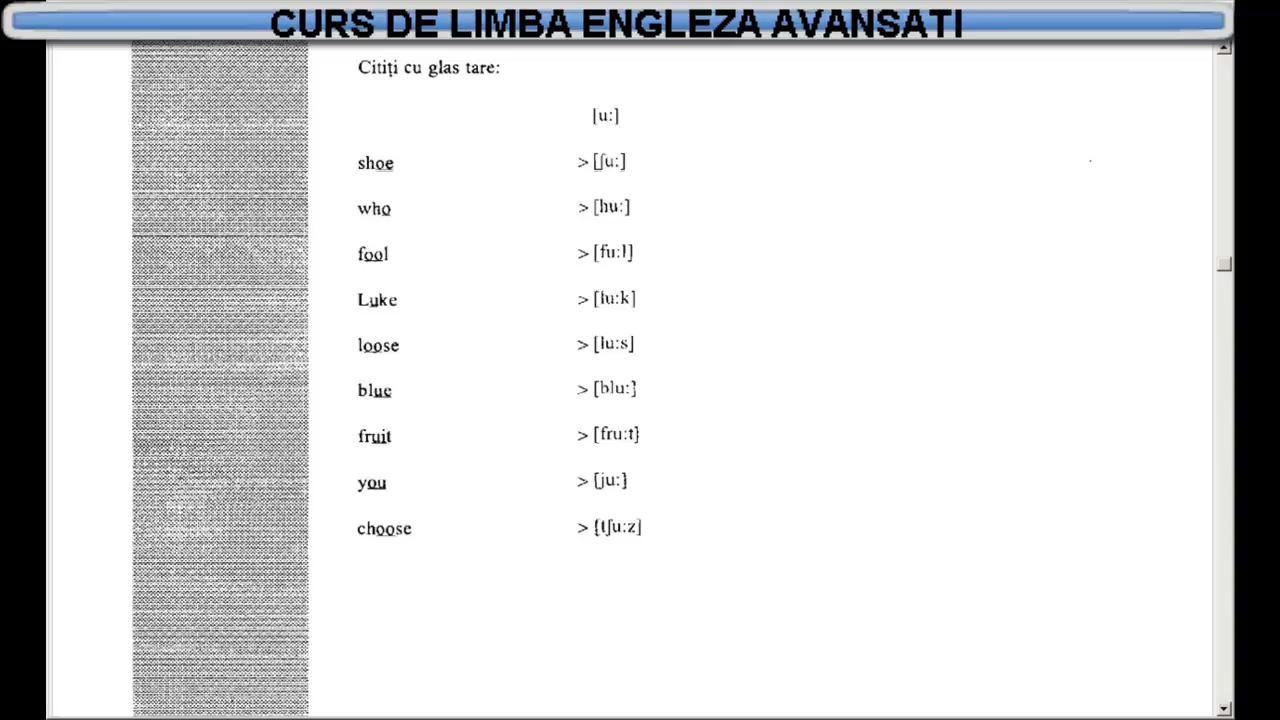 CURS DE LIMBA ENGLEZA AVANSATI
Citiți cu glas tare:
[u:]
shoe > [ʃu:]
who > [hu:]
fool > [fu:l]
Luke > [lu:k]
loose > [lu:s]
blue > [blu:]
fruit > [fru:t]
you > [ju:]
choose > [tʃu:z]